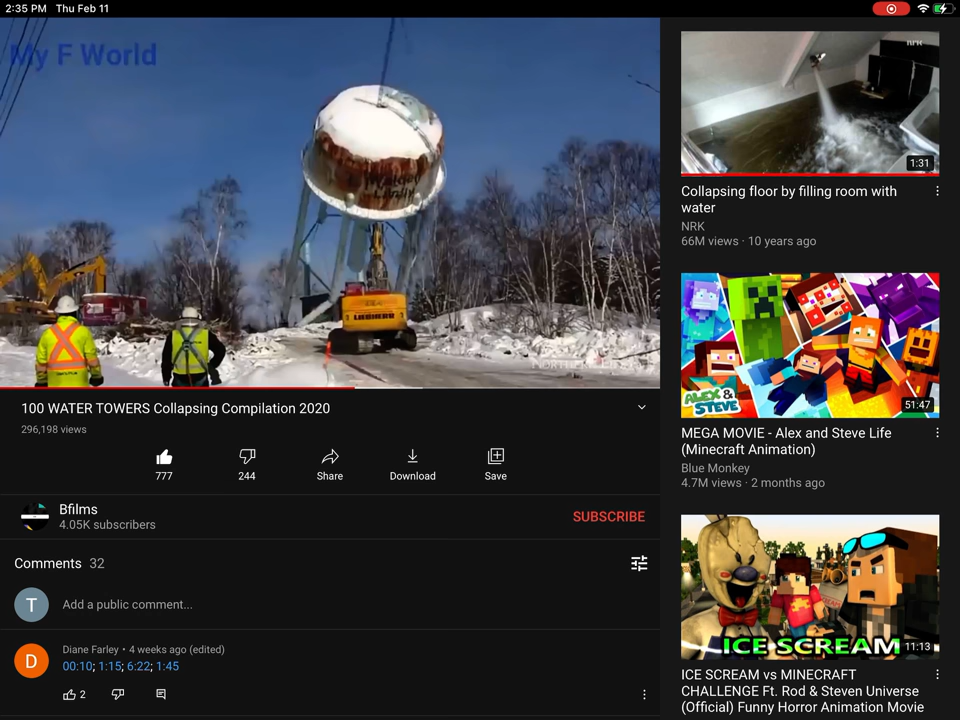 2:35 PM Thu Feb 11
My F World
LIEBHERR
100 WATER TOWERS Collapsing Compilation 2020
296,198 views
777
244
Share
Download
Save
Bfilms
4.05K subscribers
SUBSCRIBE
Comments 32
T
Add a public comment...
D
Diane Farley • 4 weeks ago (edited)
00:10; 1:15; 6:22; 1:45
2
NRK
1:31
Collapsing floor by filling room with
water
NRK
66M views · 10 years ago
ALEX &
STEVE
51:47
MEGA MOVIE - Alex and Steve Life
(Minecraft Animation)
Blue Monkey
4.7M views · 2 months ago
ICE SCREAM
11:13
ICE SCREAM vs MINECRAFT
CHALLENGE Ft. Rod & Steven Universe
(Official) Funny Horror Animation Movie